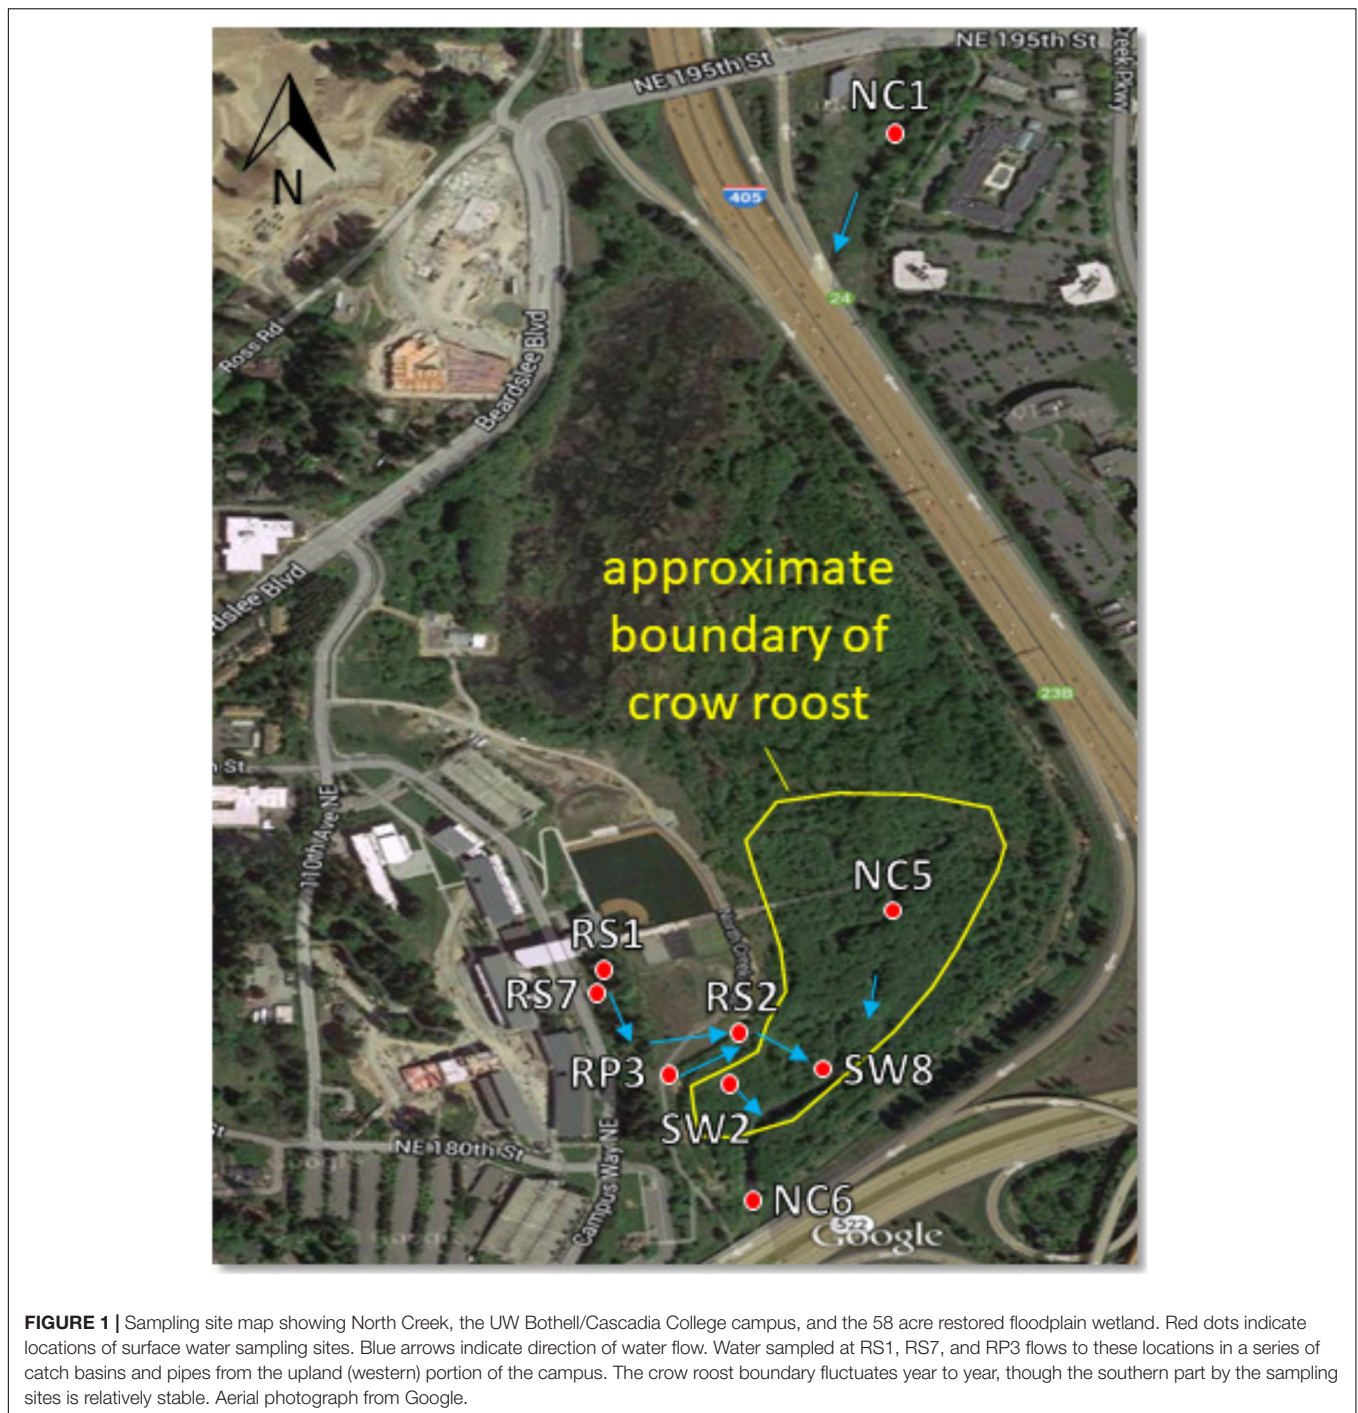 NE 195th St
reek Pkwy
NE 195th St
NC1
N
405
24
Ross Rd
Beardslee Blvd
approximate
boundary of
crow roost
rdslee Blvd
23B
h St
110th Ave NE
NC5
North Creek
RS1
RS7
RS2
RP3
SW8
SW2
NE 180th St
Campus Way NE
NC6
522
Google
FIGURE 1 | Sampling site map showing North Creek, the UW Bothell/Cascadia College campus, and the 58 acre restored floodplain wetland. Red dots indicate
locations of surface water sampling sites. Blue arrows indicate direction of water flow. Water sampled at RS1, RS7, and RP3 flows to these locations in a series of
catch basins and pipes from the upland (western) portion of the campus. The crow roost boundary fluctuates year to year, though the southern part by the sampling
sites is relatively stable. Aerial photograph from Google.